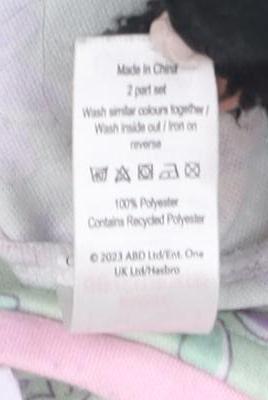 Made In China
2 part set
Wash similar colours together /
Wash inside out / Iron on
reverse
100% Polyester
Contains Recycled Polyester
© 2023 ABD Ltd/Ent. One
UK Ltd/Hasbro